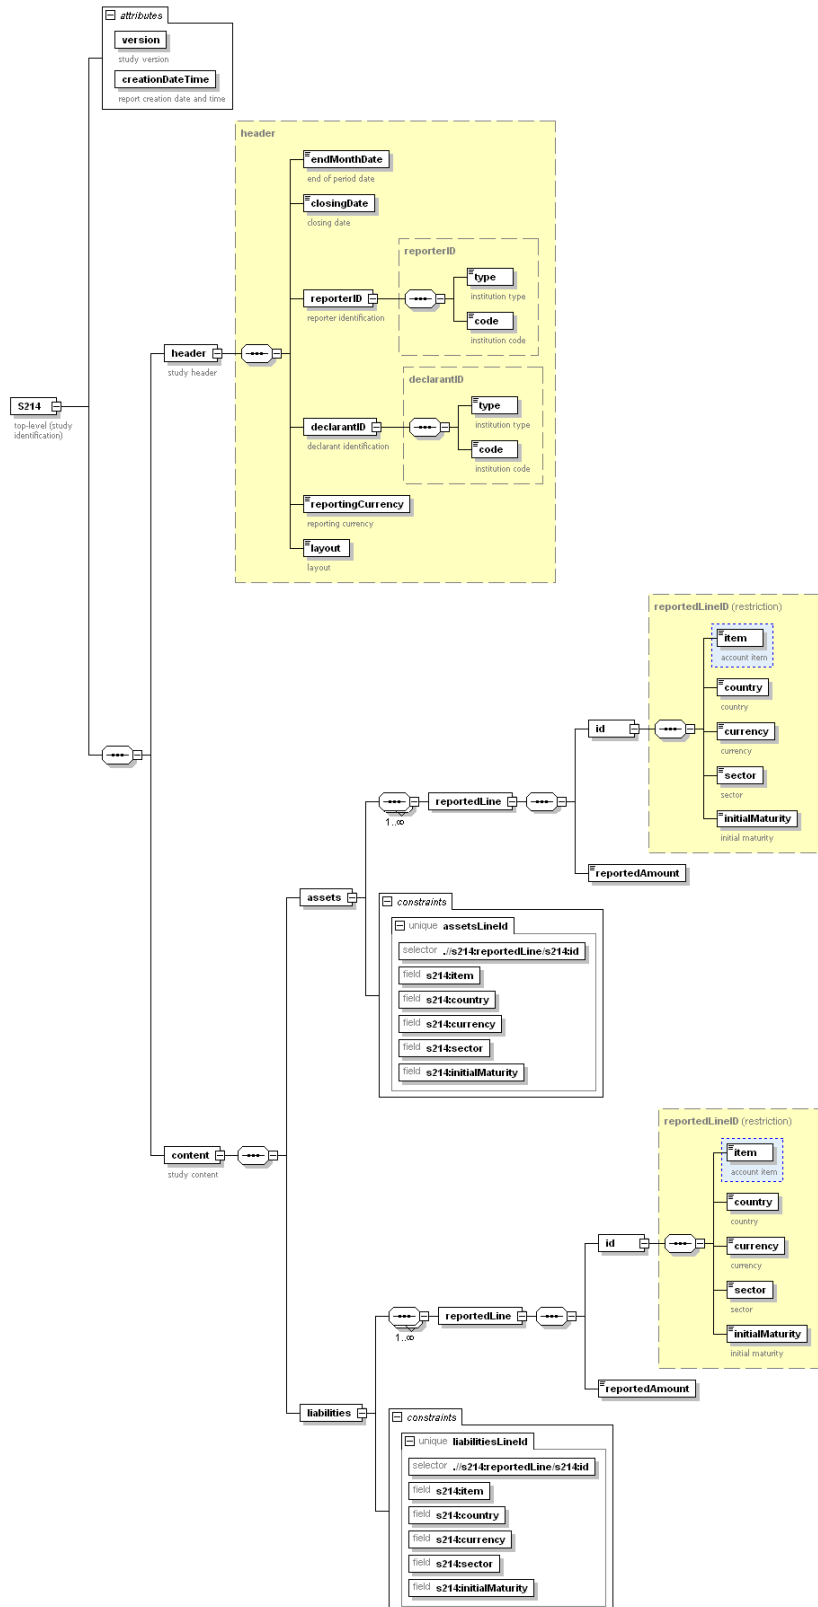 attributes
version
study version
creationDateTime
report creation date and time
header
endMonthDate
end of period date
closingDate
closing date
reporterID
type
institution type
reporterID
reporter identification
code
institution code
header
study header
declarantID
type
institution type
S214
top-level (study
identification)
declarantID
declarant identification
code
institution code
reportingCurrency
reporting currency
layout
layout
reportedLineID (restriction)
item
account item
country
country
id
currency
currency
sector
sector
reportedLine
1..∞
initialMaturity
initial maturity
reportedAmount
assets
constraints
unique assetsLineId
selector .//s214:reportedLine/s214:id
field s214:item
field s214:country
field s214:currency
field s214:sector
field s214:initialMaturity
reportedLineID (restriction)
content
study content
item
account item
country
country
id
currency
currency
sector
sector
reportedLine
1..∞
initialMaturity
initial maturity
reportedAmount
liabilities
constraints
unique liabilitiesLineId
selector .//s214:reportedLine/s214:id
field s214:item
field s214:country
field s214:currency
field s214:sector
field s214:initialMaturity